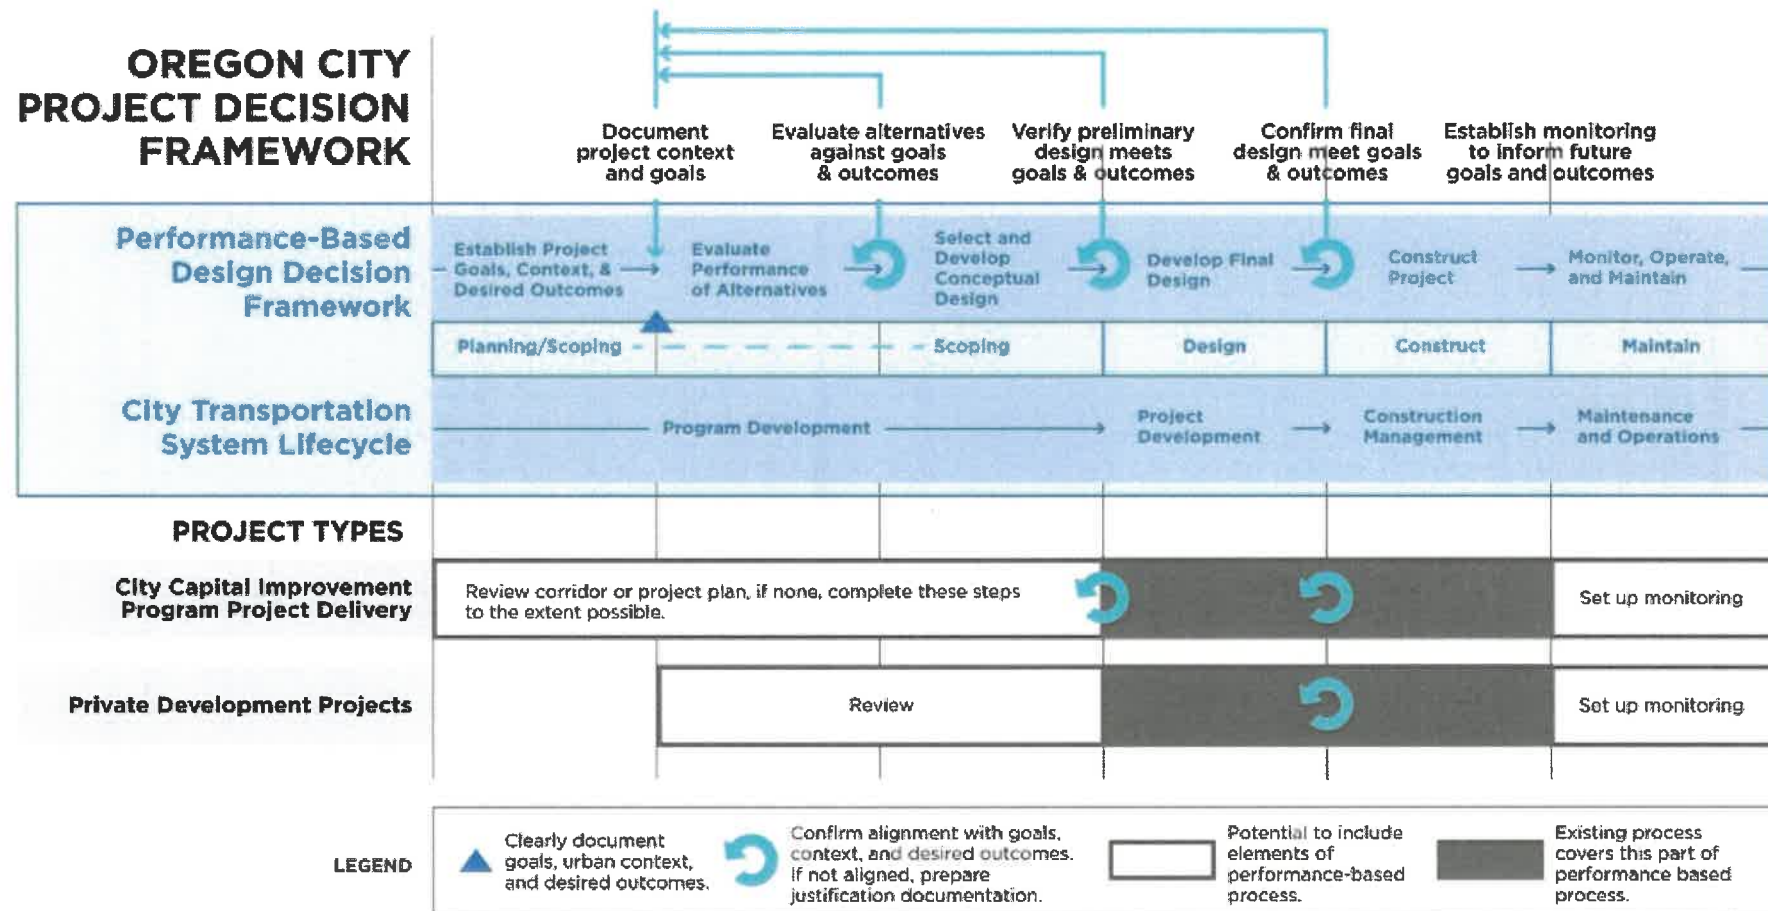 OREGON CITY
PROJECT DECISION
FRAMEWORK
Document
project context
and goals
Evaluate alternatives
against goals
& outcomes
Verify preliminary
design meets
goals & outcomes
Confirm final
design meet goals
& outcomes
Establish monitoring
to inform future
goals and outcomes
Performance-Based
Design Decision
Framework
Establish Project
Goals, Context, &
Desired Outcomes
Evaluate
Performance
of Alternatives
Select and
Develop
Conceptual
Design
Develop Final
Design
Construct
Project
Monitor, Operate,
and Maintain
Planning/Scoping
Scoping
Design
Construct
Maintain
City Transportation
System Lifecycle
Program Development
Project
Development
Construction
Management
Maintenance
and Operations
PROJECT TYPES
City Capital Improvement
Program Project Delivery
Review corridor or project plan, if none, complete these steps
to the extent possible.
Set up monitoring
Private Development Projects
Review
Set up monitoring
LEGEND
Clearly document
goals, urban context,
and desired outcomes.
Confirm alignment with goals,
context, and desired outcomes.
If not aligned, prepare
justification documentation.
Potential to include
elements of
performance-based
process.
Existing process
covers this part of
performance based
process.